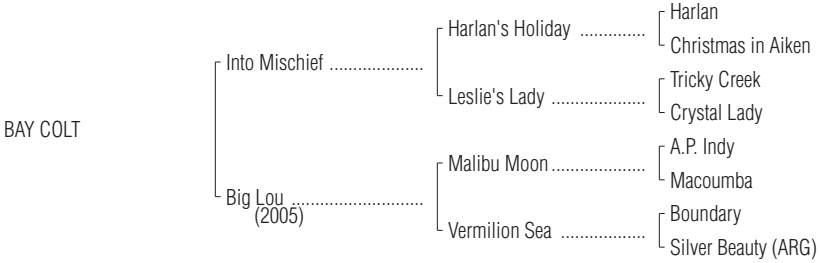 Harlan
Harlan's Holiday ..............
Christmas in Aiken
Into Mischief ....................
Tricky Creek
Leslie's Lady ....................
Crystal Lady
BAY COLT
A.P. Indy
Malibu Moon....................
Macoumba
Big Lou ............................
(2005)
Boundary
Vermilion Sea ..................
Silver Beauty (ARG)